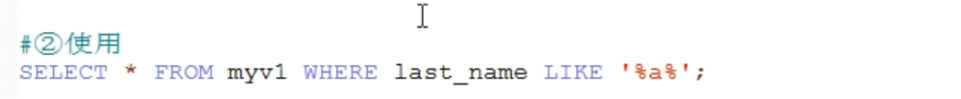 #②使用
SELECT * FROM myv1 WHERE last_name LIKE '%a%';